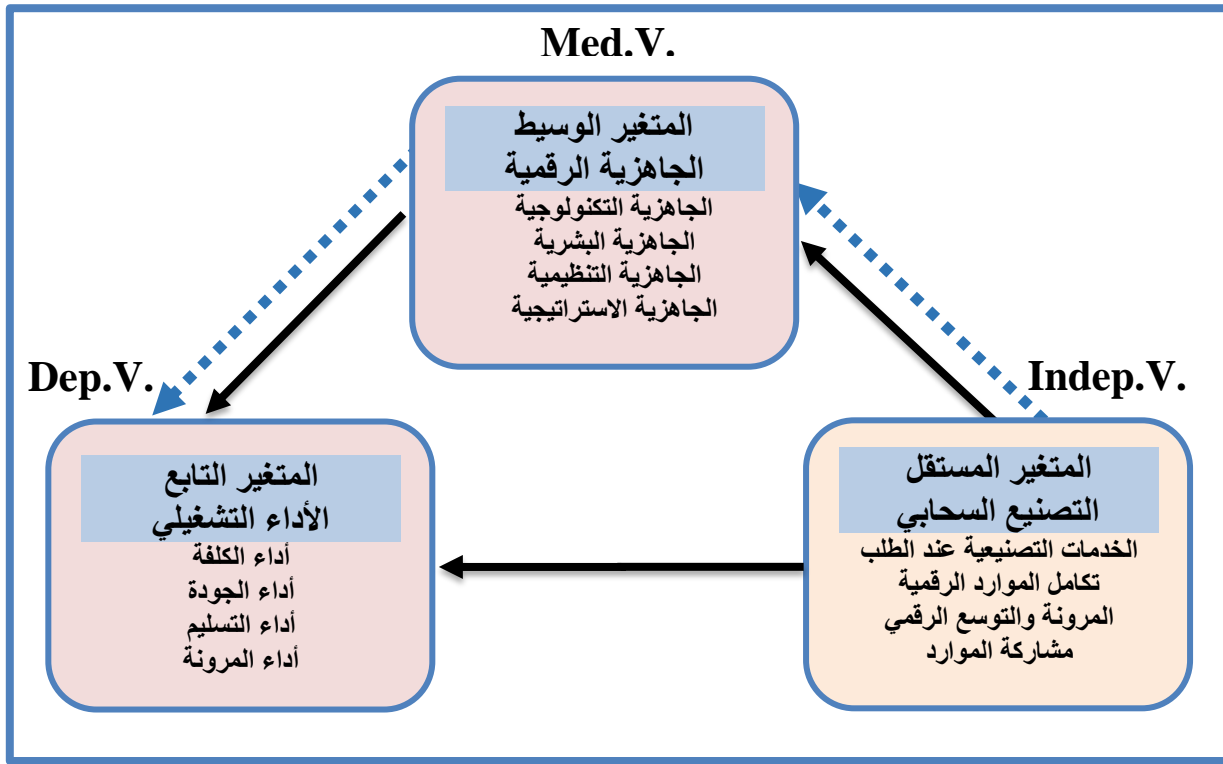 Med.V.
المتغير الوسيط
الجاهزية الرقمية
الجاهزية التكنولوجية
الجاهزية البشرية
الجاهزية التنظيمية
الجاهزية الاستراتيجية
Indep.V.
المتغير المستقل
التصنيع السحابي
الخدمات التصنيعية عند الطلب
تكامل الموارد الرقمية
المرونة والتوسع الرقمي
مشاركة الموارد
Dep.V.
المتغير التابع
الأداء التشغيلي
أداء الكلفة
أداء الجودة
أداء التسليم
أداء المرونة